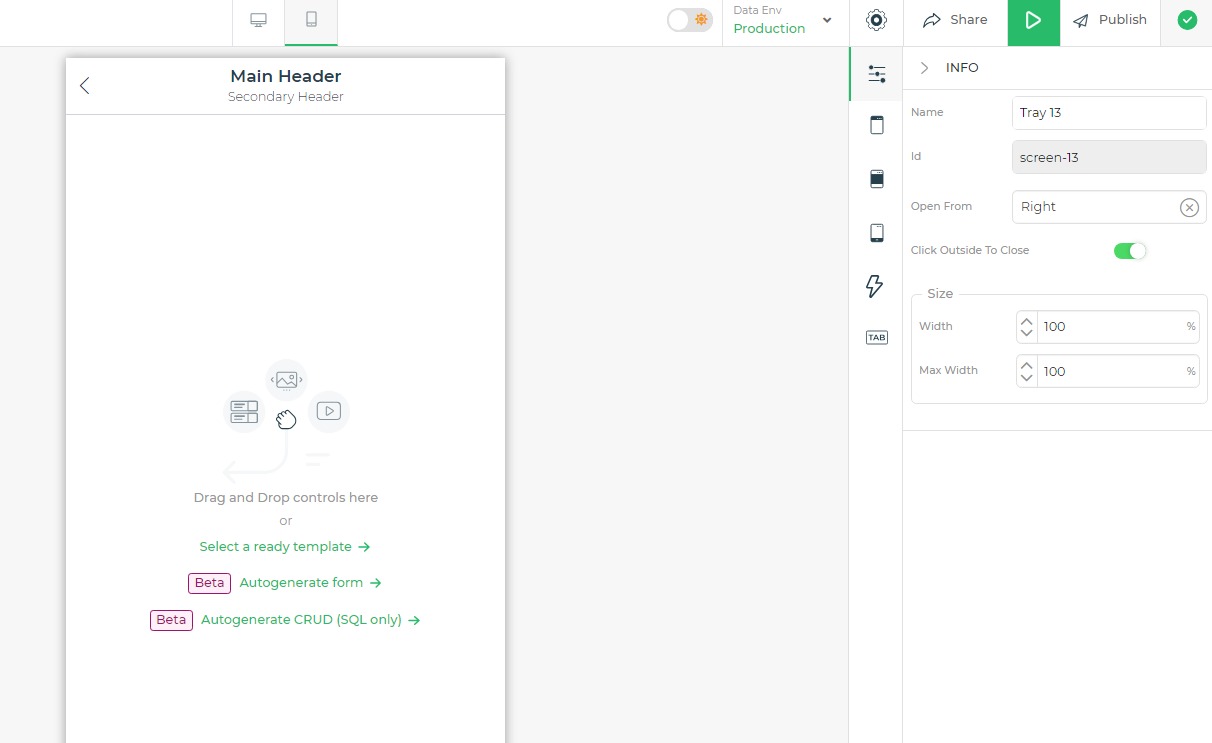 Data Env
Production
Share
Publish
Main Header
Secondary Header
Drag and Drop controls here
or
Select a ready template
Beta Autogenerate form
Beta Autogenerate CRUD (SQL only)
TAB
INFO
Name Tray 13
Id screen-13
Open From Right
Click Outside To Close
Size
Width 100 %
Max Width 100 %